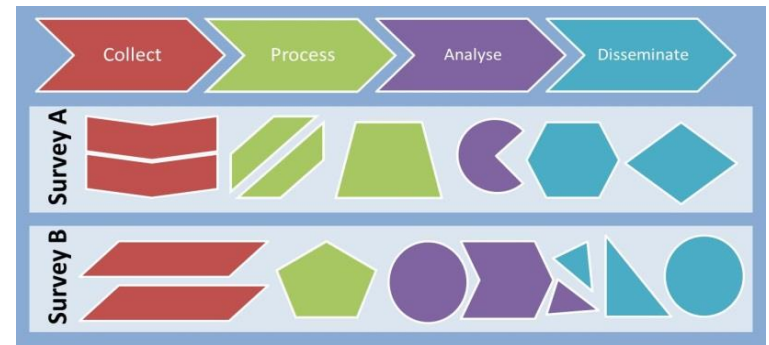 Collect
Process
Analyse
Disseminate
Survey A
Survey B